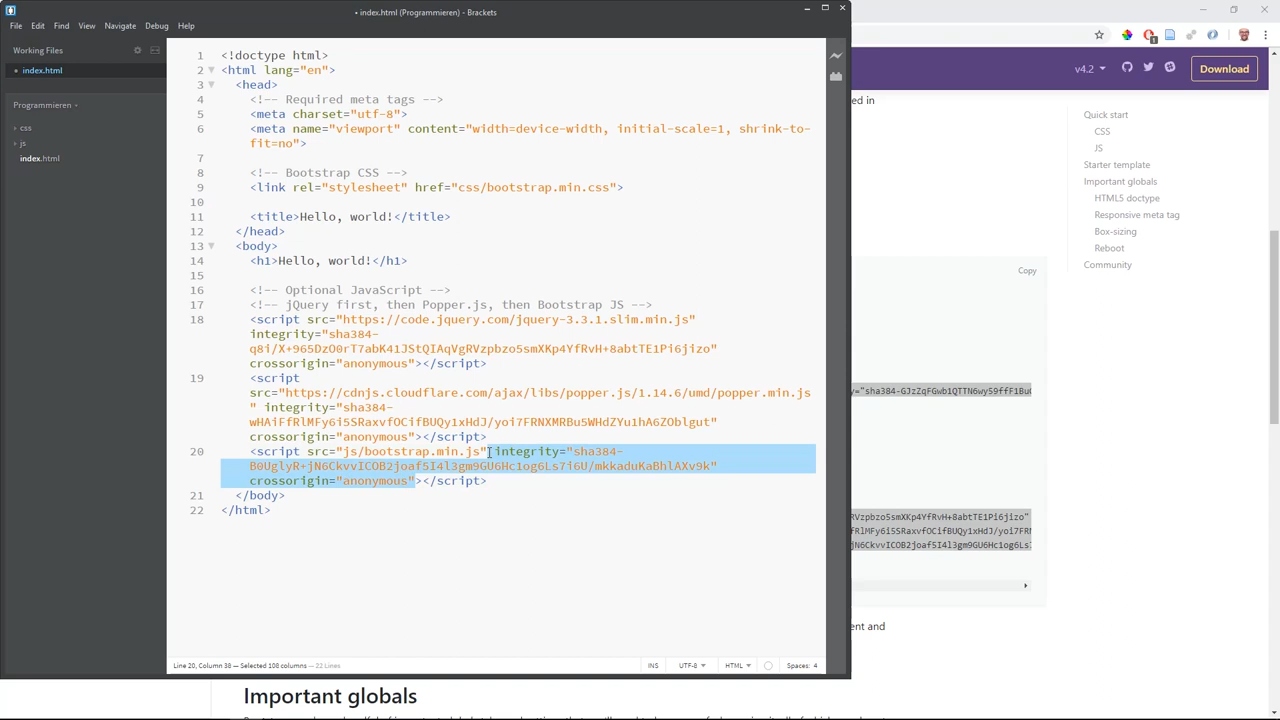 • index.html (Programmieren) - Brackets
File Edit Find View Navigate Debug Help
Working Files
• index.html
Programmieren
css
js
index.html
1 <!doctype html>
2 <html lang="en">
3 <head>
4 <!-- Required meta tags -->
5 <meta charset="utf-8">
6 <meta name="viewport" content="width=device-width, initial-scale=1, shrink-to-
fit=no">
7
8 <!-- Bootstrap CSS -->
9 <link rel="stylesheet" href="css/bootstrap.min.css">
10
11 <title>Hello, world!</title>
12 </head>
13 <body>
14 <h1>Hello, world!</h1>
15
16 <!-- Optional JavaScript -->
17 <!-- jQuery first, then Popper.js, then Bootstrap JS -->
18 <script src="https://code.jquery.com/jquery-3.3.1.slim.min.js"
integrity="sha384-
q8i/X+965DzO0rT7abK41JStQIAqVgRVzpbzo5smXKp4YfRvH+8abtTE1Pi6jizo"
crossorigin="anonymous"></script>
19 <script
src="https://cdnjs.cloudflare.com/ajax/libs/popper.js/1.14.6/umd/popper.min.js
" integrity="sha384-
wHAiFfRlMFy6i5SRaxvfOCifBUQy1xHdJ/yoi7FRNXMRBu5WHdZYu1hA6ZOblgut"
crossorigin="anonymous"></script>
20 <script src="js/bootstrap.min.js" integrity="sha384-
B0UglyR+jN6CkvvICOB2joaf5I4l3gm9GU6Hc1og6Ls7i6U/mkkaduKaBhlAXv9k"
crossorigin="anonymous"></script>
21 </body>
22 </html>
Line 20, Column 38 — Selected 108 columns — 22 Lines
INS UTF-8 HTML Spaces: 4
1
v4.2
Download
ed in
Quick start
CSS
JS
Starter template
Important globals
HTML5 doctype
Responsive meta tag
Box-sizing
Reboot
Community
Copy
y="sha384-GJzZqFGwb1QTTN6wy59ffF1BuG
RVzpbzo5smXKp4YfRvH+8abtTE1Pi6jizo"
fRlMFy6i5SRaxvfOCifBUQy1xHdJ/yoi7FRN
jN6CkvvICOB2joaf5I4l3gm9GU6Hc1og6Ls
ent and
Important globals